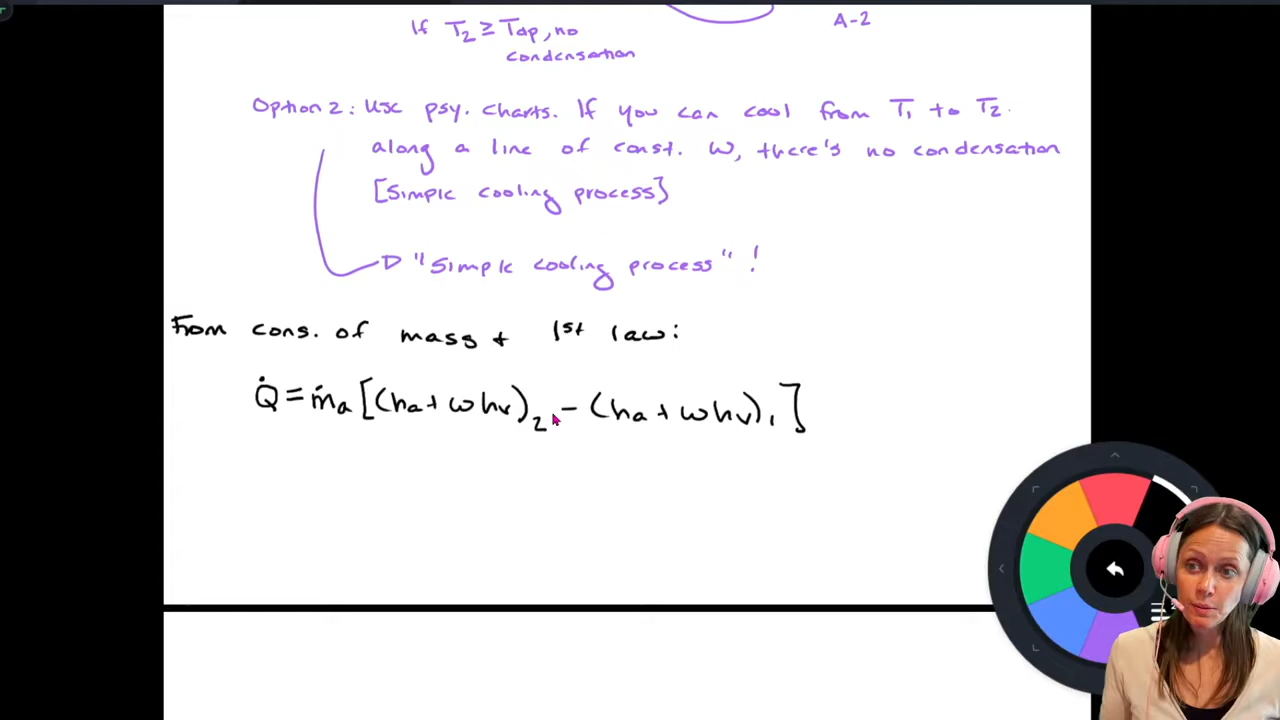 If T₂ ≥ Tdp, no
condensation
A-2
Option 2: Use psy. charts. If you can cool from T₁ to T₂
along a line of const. ω, there's no condensation
[Simple cooling process]
→ "Simple cooling process" !
From cons. of mass + 1st law:
Q̇ = ṁa [(ha + ωhv)₂ - (ha + ωhv)₁]